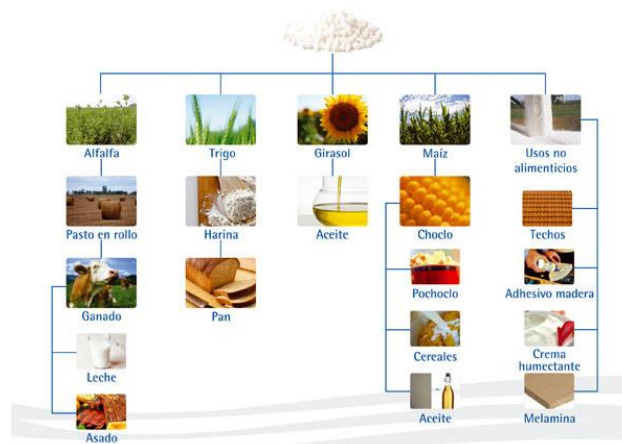 Alfalfa
Trigo
Girasol
Maíz
Usos no
alimenticios
Pasto en rollo
Harina
Aceite
Choclo
Techos
Ganado
Pan
Pochoclo
Adhesivo madera
Leche
Cereales
Crema
humectante
Asado
Aceite
Melamina